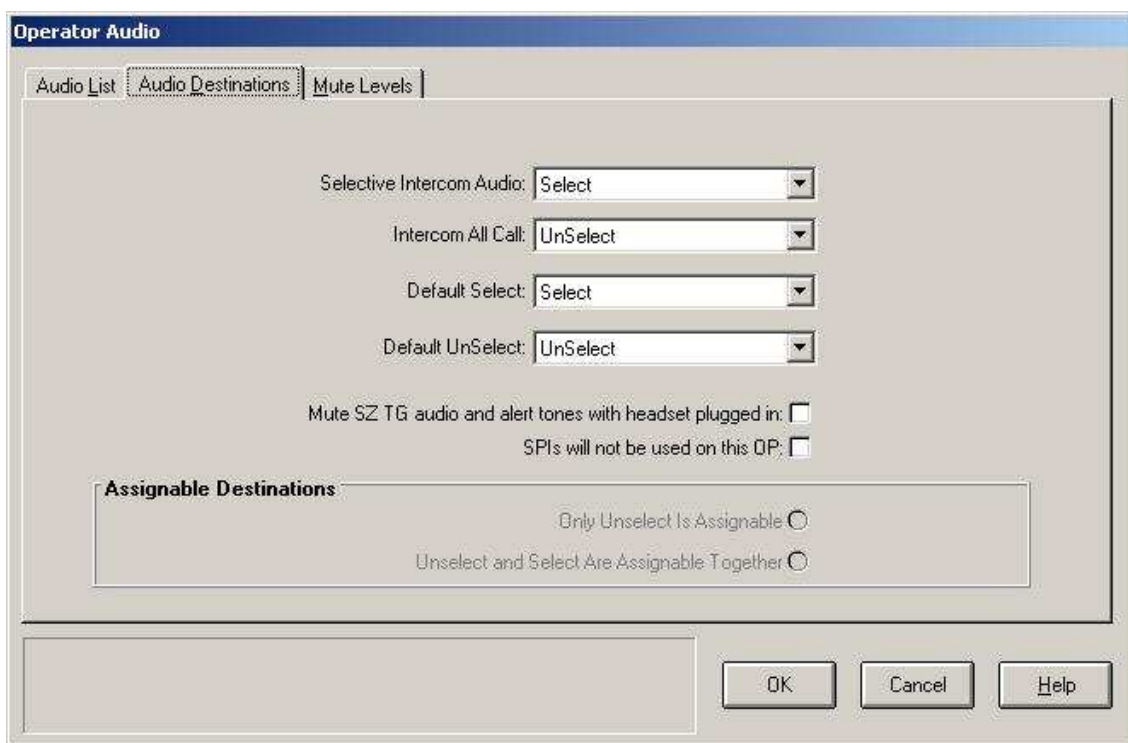 Operator Audio
Audio List Audio Destinations Mute Levels
Selective Intercom Audio: Select
Intercom All Call: UnSelect
Default Select: Select
Default UnSelect: UnSelect
Mute SZ TG audio and alert tones with headset plugged in:
SPIs will not be used on this OP:
Assignable Destinations
Only Unselect Is Assignable
Unselect and Select Are Assignable Together
OK Cancel Help